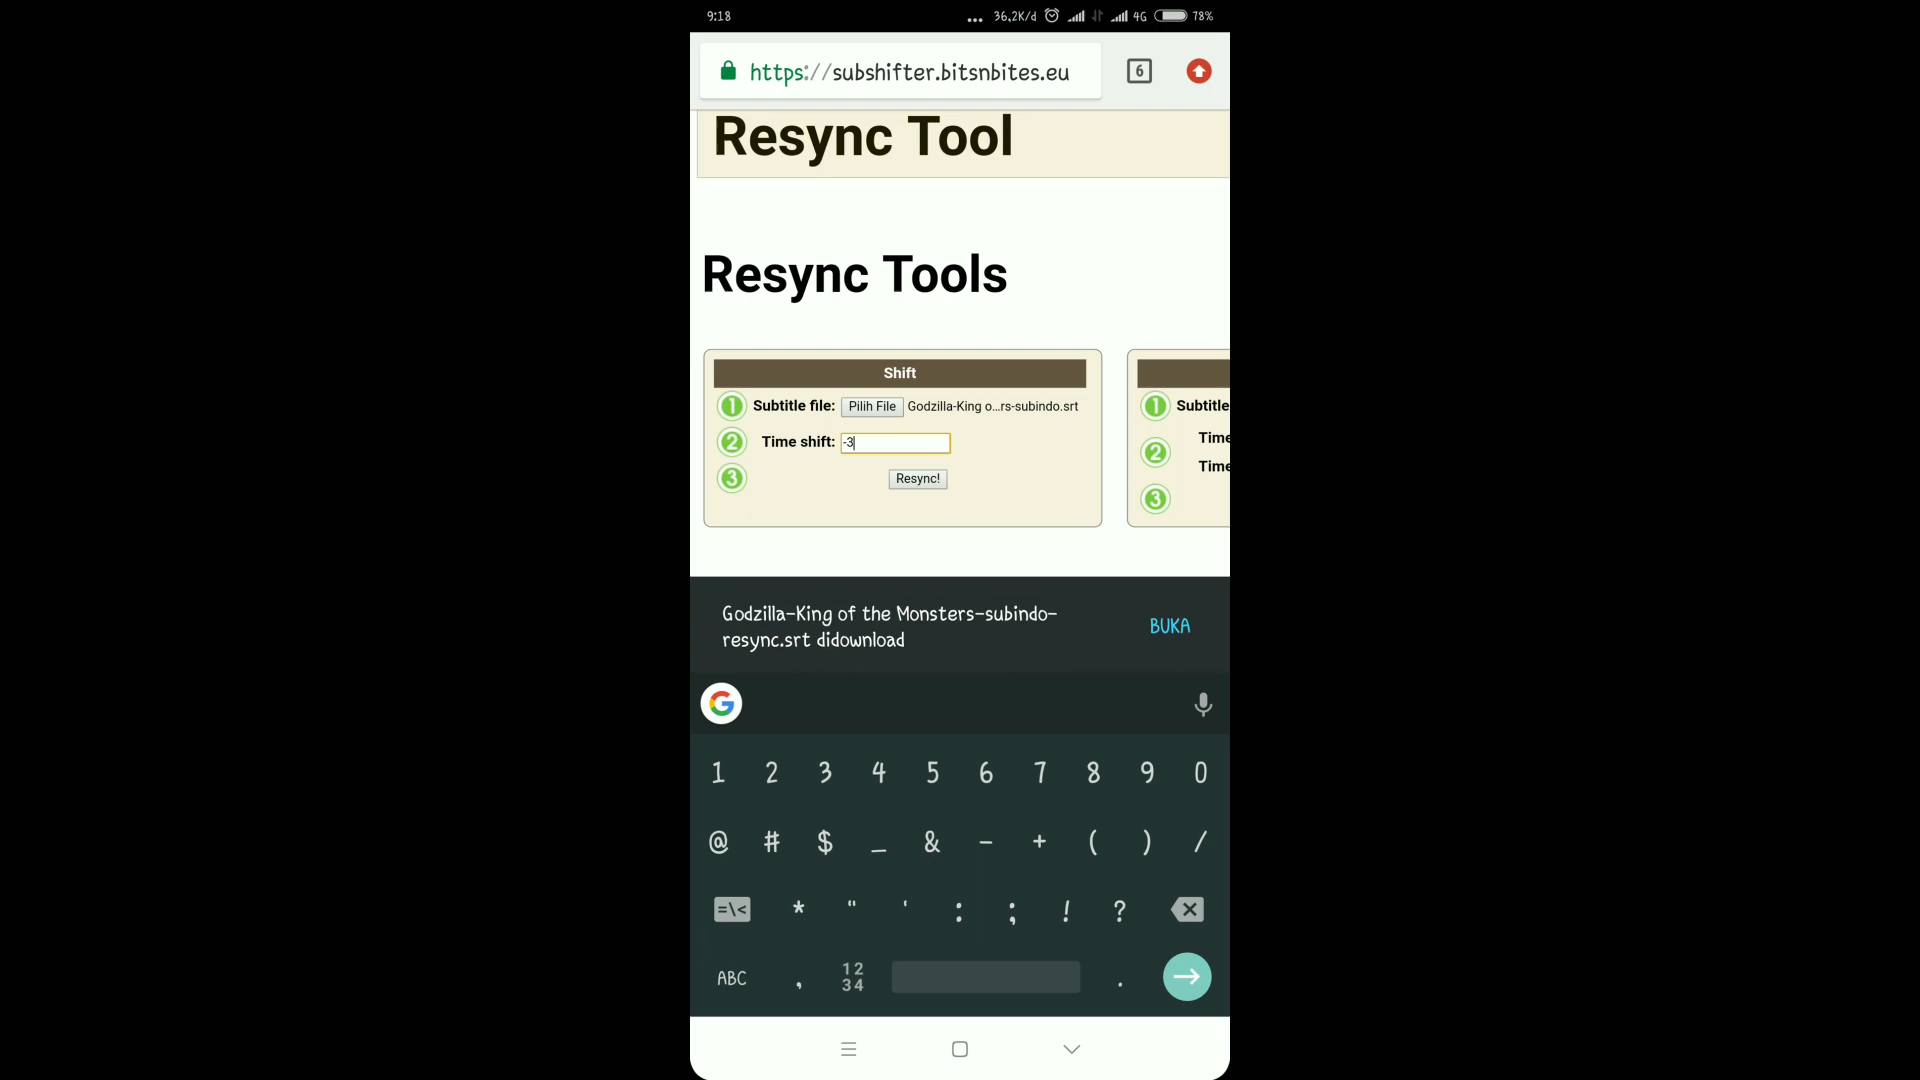 9:18
... 36,2K/d 4G 78%
https://subshifter.bitsnbites.eu 6
Resync Tool
Resync Tools
Shift
1 Subtitle file: Pilih File Godzilla-King o...rs-subindo.srt
2 Time shift: -3
3 Resync!
1 Subtitle
2 Time
Time
3
Godzilla-King of the Monsters-subindo-
resync.srt didownload
BUKA
G
1 2 3 4 5 6 7 8 9 0
@ # $ _ & - + ( ) /
=\< * " ' : ; ! ?
ABC , 12 34 .